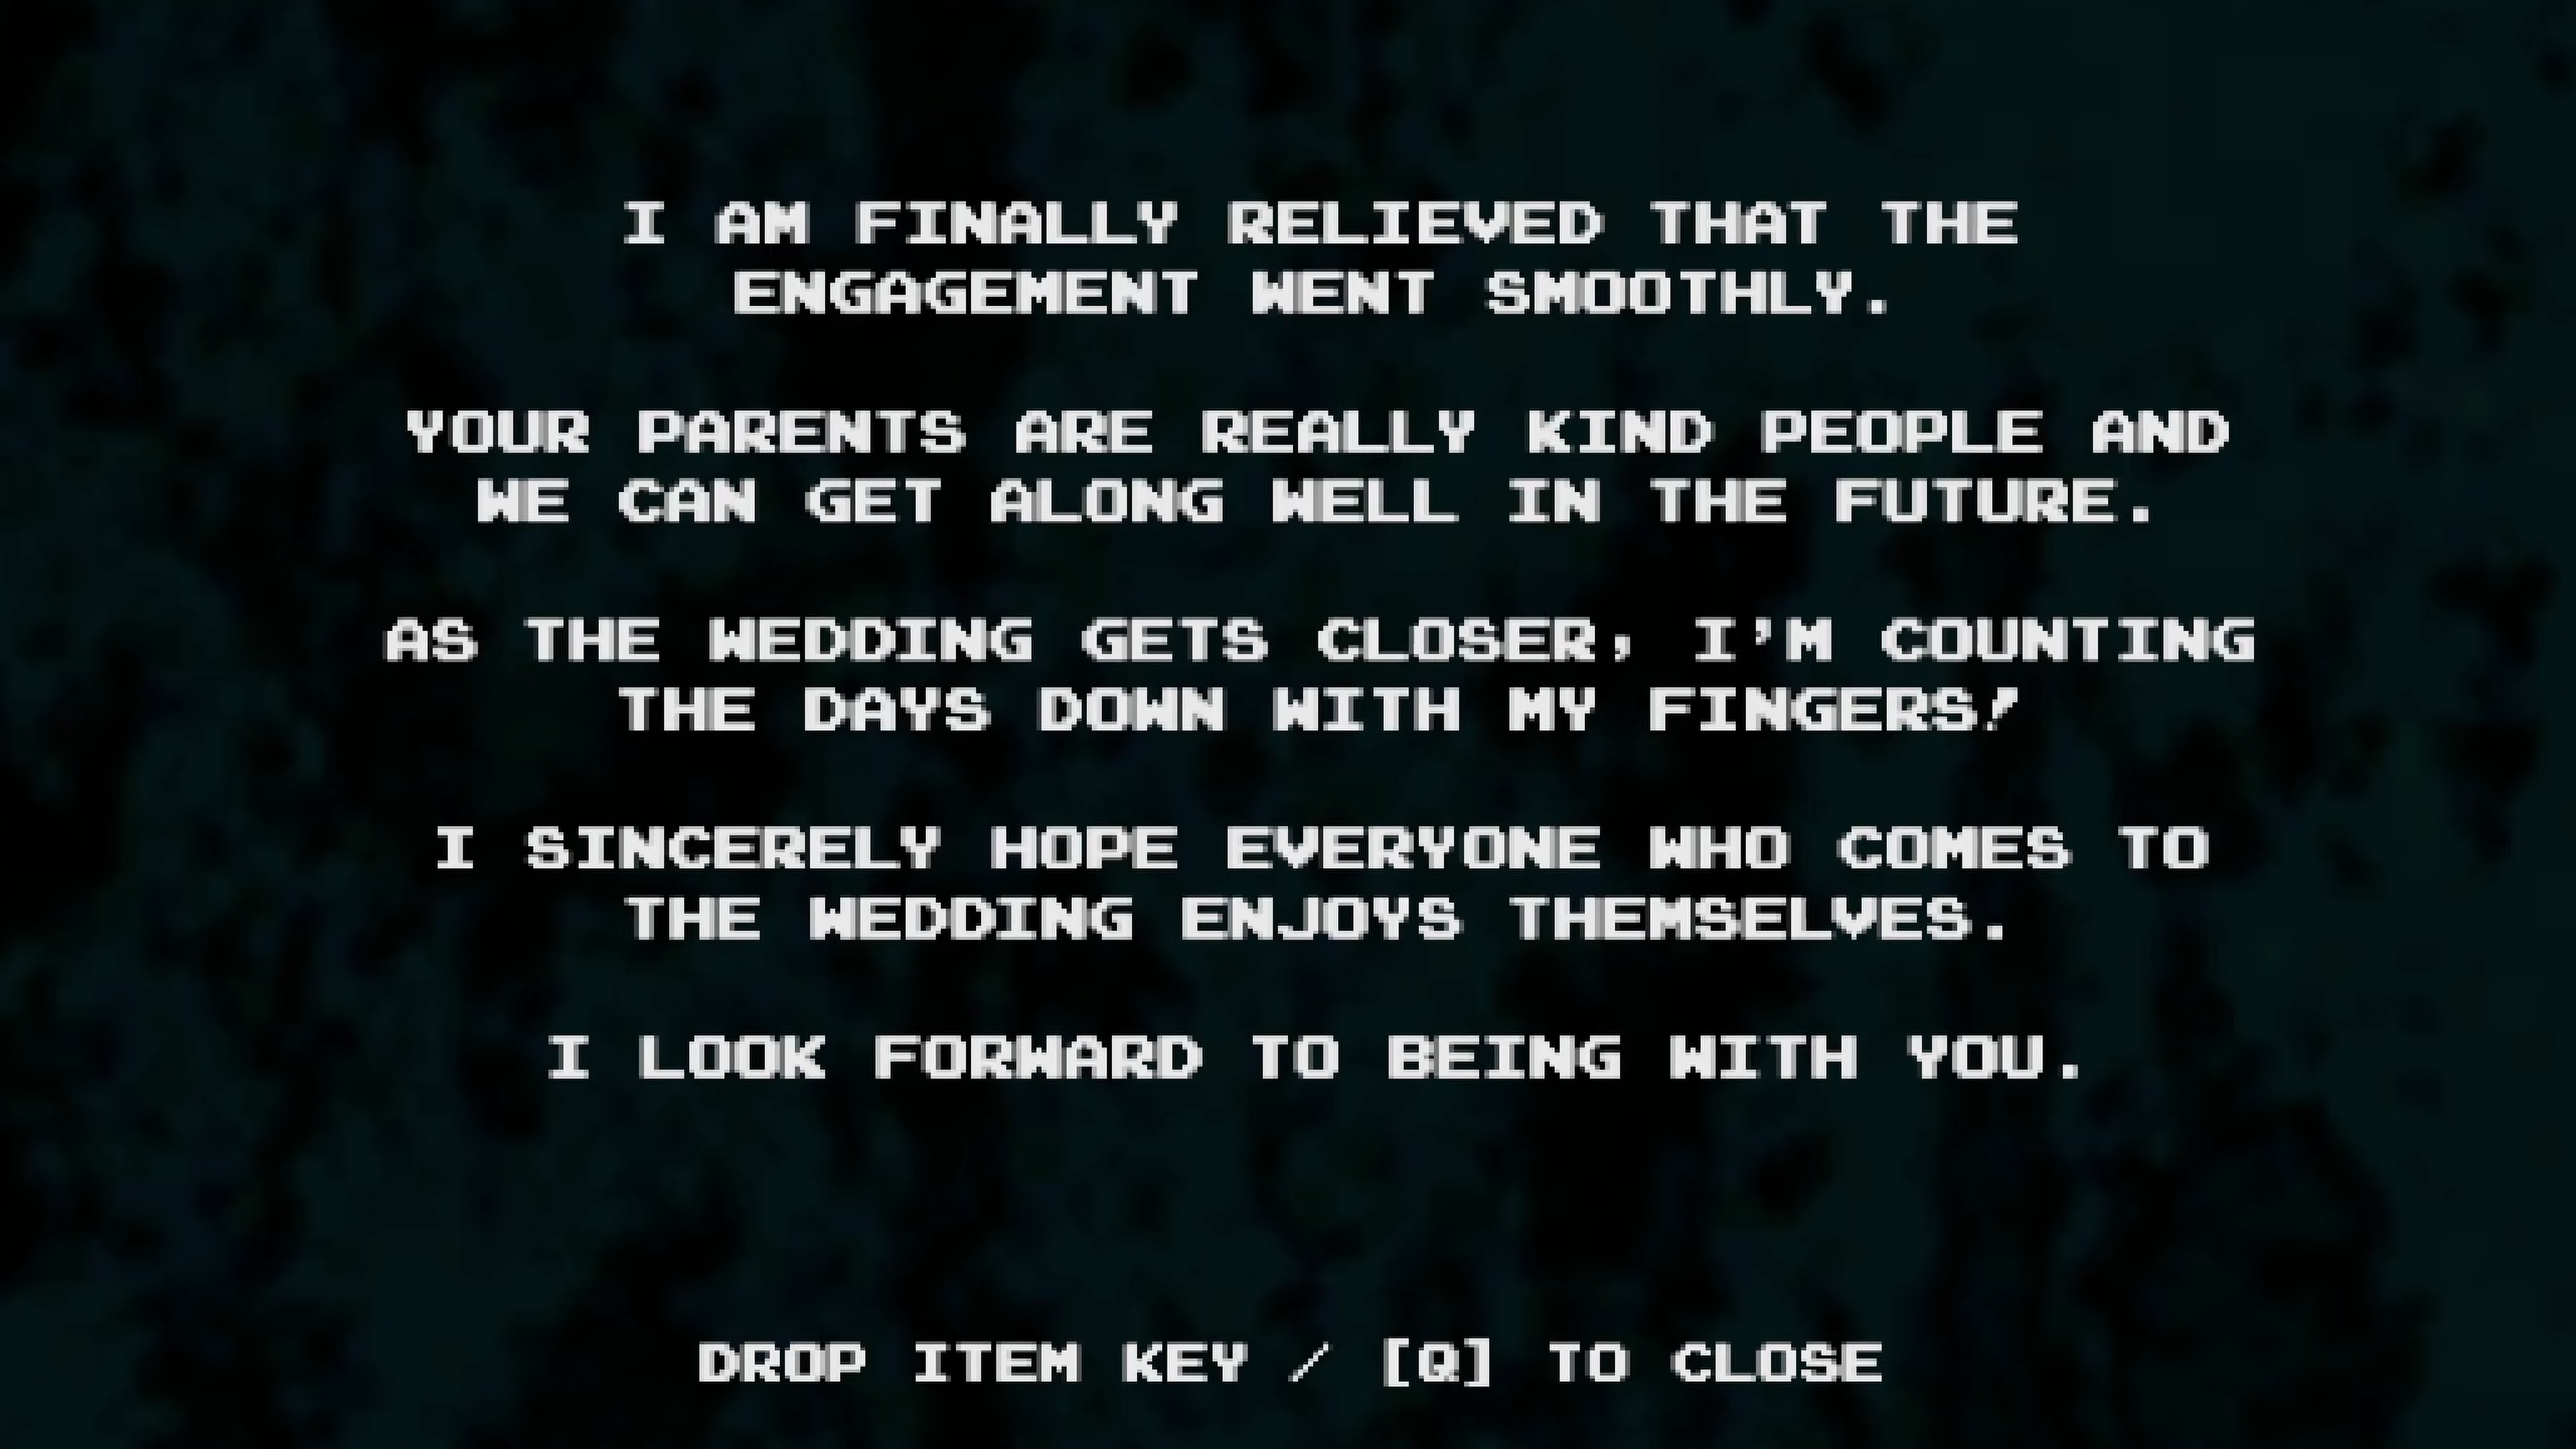 I AM FINALLY RELIEVED THAT THE
ENGAGEMENT WENT SMOOTHLY.
YOUR PARENTS ARE REALLY KIND PEOPLE AND
WE CAN GET ALONG WELL IN THE FUTURE.
AS THE WEDDING GETS CLOSER, I'M COUNTING
THE DAYS DOWN WITH MY FINGERS!
I SINCERELY HOPE EVERYONE WHO COMES TO
THE WEDDING ENJOYS THEMSELVES.
I LOOK FORWARD TO BEING WITH YOU.
DROP ITEM KEY / [Q] TO CLOSE